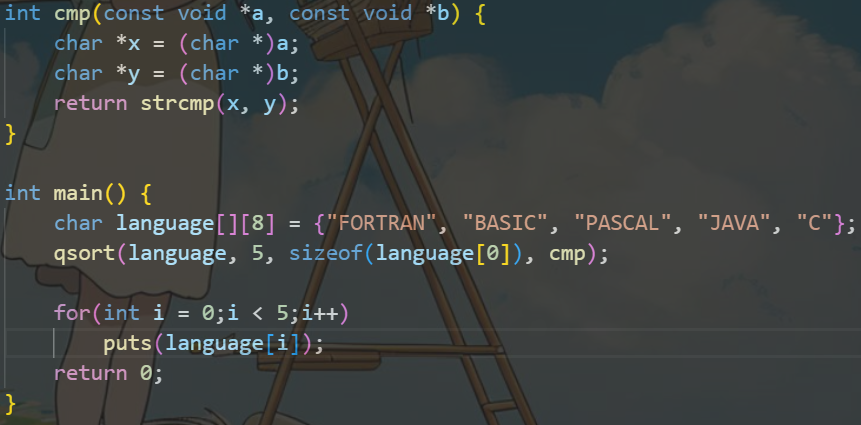 int cmp(const void *a, const void *b) {
    char *x = (char *)a;
    char *y = (char *)b;
    return strcmp(x, y);
}

int main() {
    char language[][8] = {"FORTRAN", "BASIC", "PASCAL", "JAVA", "C"};
    qsort(language, 5, sizeof(language[0]), cmp);

    for(int i = 0;i < 5;i++)
        puts(language[i]);
    return 0;
}